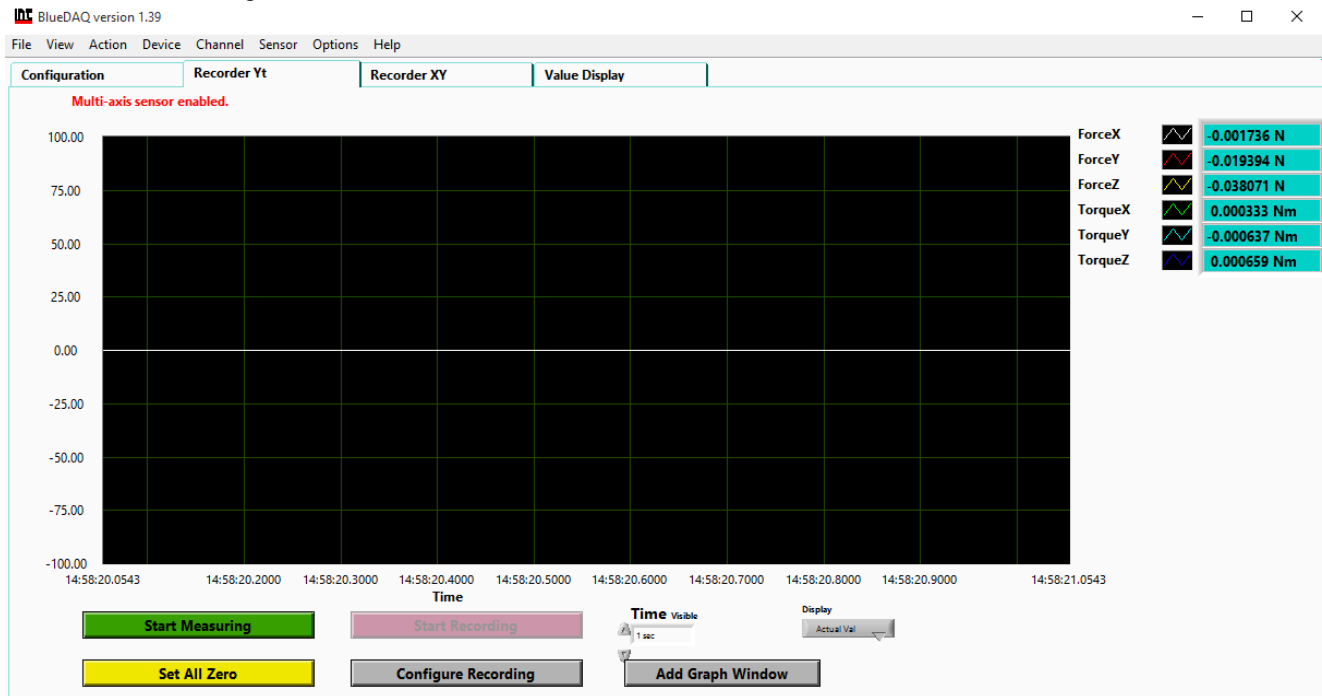 BlueDAQ version 1.39
File View Action Device Channel Sensor Options Help
Configuration Recorder Yt Recorder XY Value Display
Multi-axis sensor enabled.
100.00
75.00
50.00
25.00
0.00
-25.00
-50.00
-75.00
-100.00
14:58:20.0543 14:58:20.2000 14:58:20.3000 14:58:20.4000 14:58:20.5000 14:58:20.6000 14:58:20.7000 14:58:20.8000 14:58:20.9000 14:58:21.0543
Time
ForceX -0.001736 N
ForceY -0.019394 N
ForceZ -0.038071 N
TorqueX 0.000333 Nm
TorqueY -0.000637 Nm
TorqueZ 0.000659 Nm
Start Measuring Start Recording Time Visible Display
1 sec Actual Val
Set All Zero Configure Recording Add Graph Window